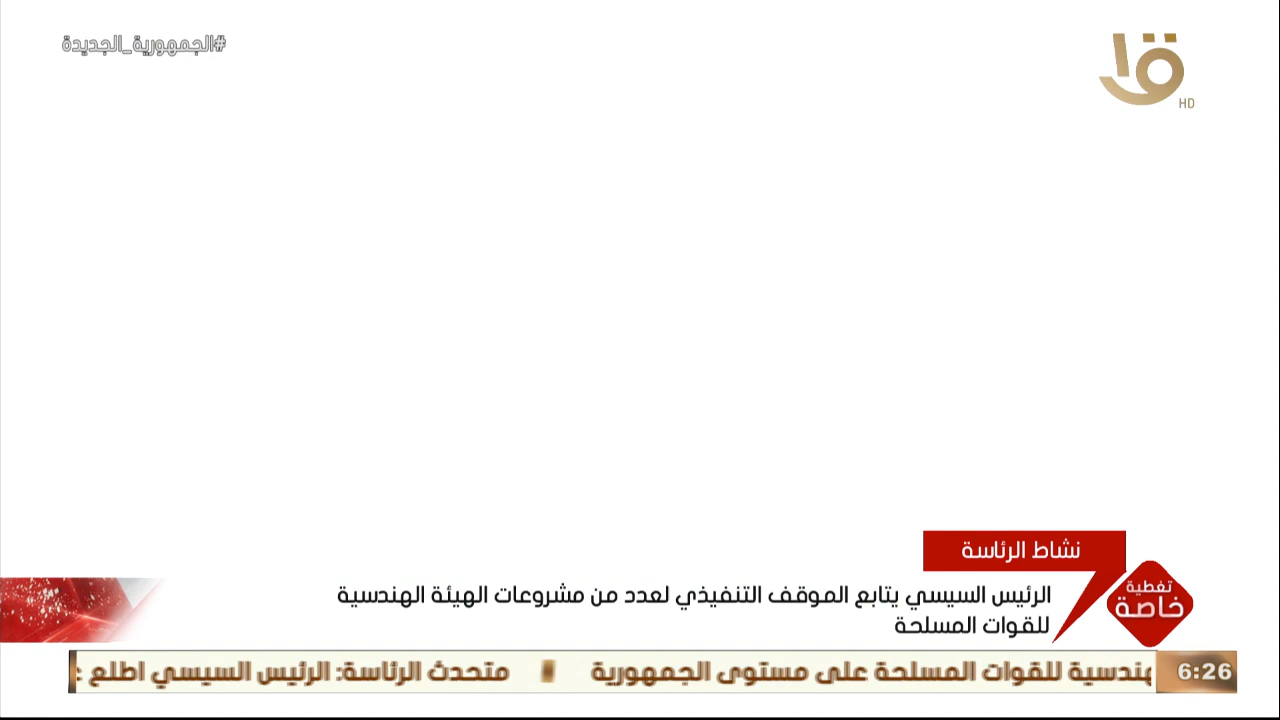 #الجمهورية_الجديدة
HD
نشاط الرئاسة
تغطية
خاصة
الرئيس السيسي يتابع الموقف التنفيذي لعدد من مشروعات الهيئة الهندسية
للقوات المسلحة
6:26
للقوات المسلحة على مستوى الجمهورية متحدث الرئاسة: الرئيس السيسي اطلع